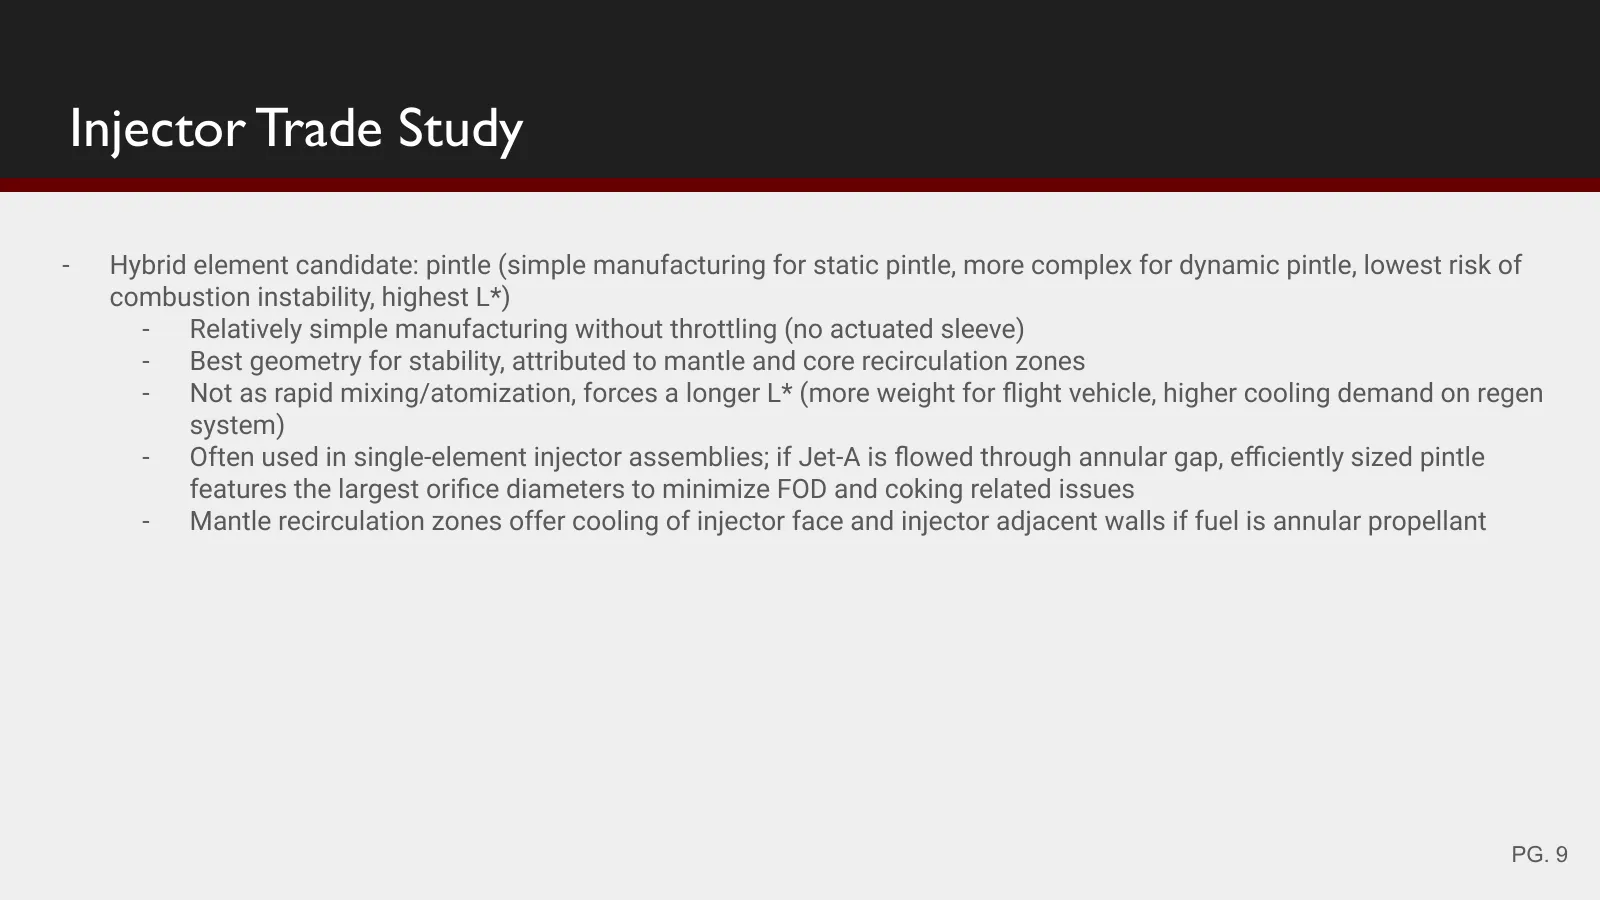 Injector Trade Study
- Hybrid element candidate: pintle (simple manufacturing for static pintle, more complex for dynamic pintle, lowest risk of
combustion instability, highest L*)
- Relatively simple manufacturing without throttling (no actuated sleeve)
- Best geometry for stability, attributed to mantle and core recirculation zones
- Not as rapid mixing/atomization, forces a longer L* (more weight for flight vehicle, higher cooling demand on regen
system)
- Often used in single-element injector assemblies; if Jet-A is flowed through annular gap, efficiently sized pintle
features the largest orifice diameters to minimize FOD and coking related issues
- Mantle recirculation zones offer cooling of injector face and injector adjacent walls if fuel is annular propellant
PG. 9